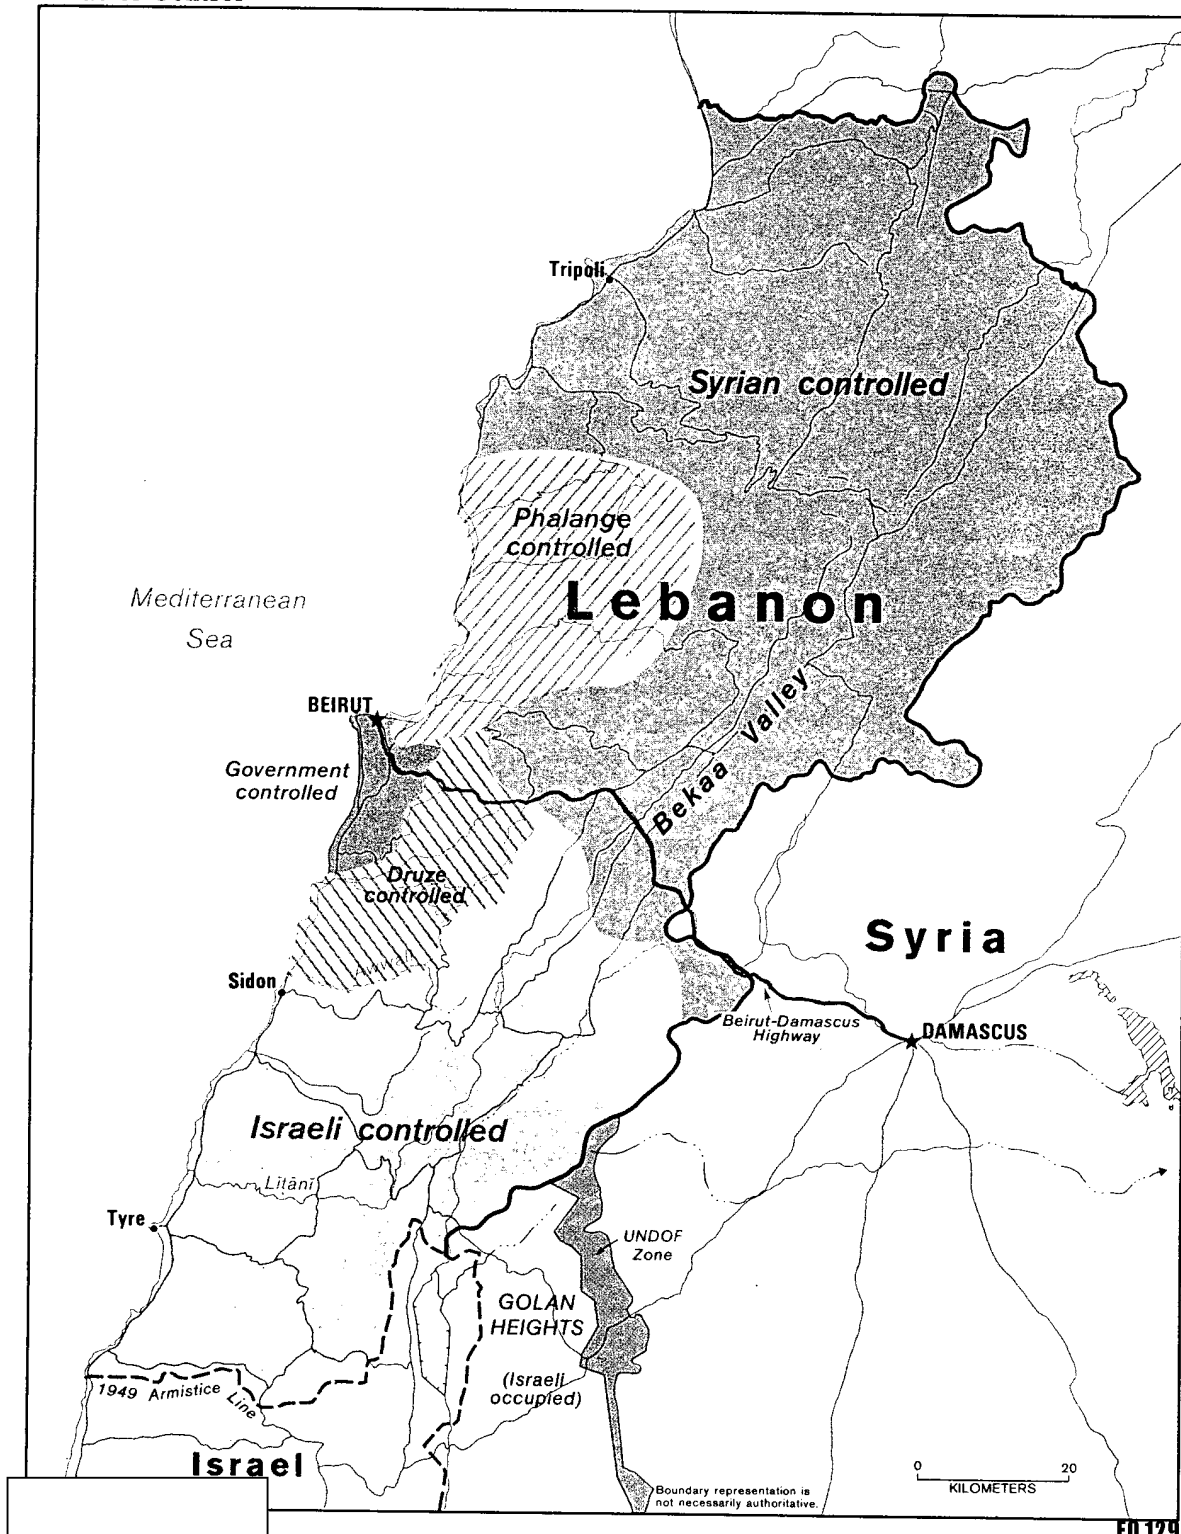 Tripoli
Syrian controlled
Phalange
controlled
Lebanon
Mediterranean
Sea
BEIRUT
Bekaa Valley
Government
controlled
Druze
controlled
Syria
Sidon
Beirut-Damascus
Highway
DAMASCUS
Israeli controlled
Lītānī
Tyre
UNDOF
Zone
GOLAN
HEIGHTS
(Israeli
occupied)
1949 Armistice Line
Israel
0 20
KILOMETERS
Boundary representation is
not necessarily authoritative.